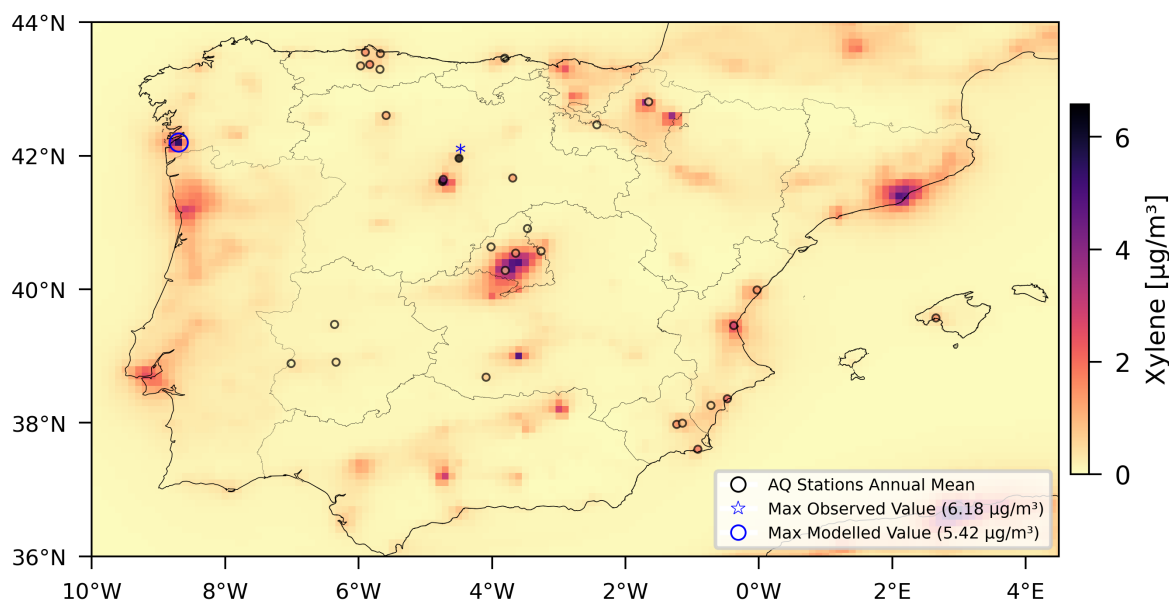 44°N
42°N
40°N
38°N
36°N
10°W
8°W
6°W
4°W
2°W
0°W
2°E
4°E
AQ Stations Annual Mean
Max Observed Value (6.18 µg/m³)
Max Modelled Value (5.42 µg/m³)
6
4
2
0
Xylene [µg/m³]